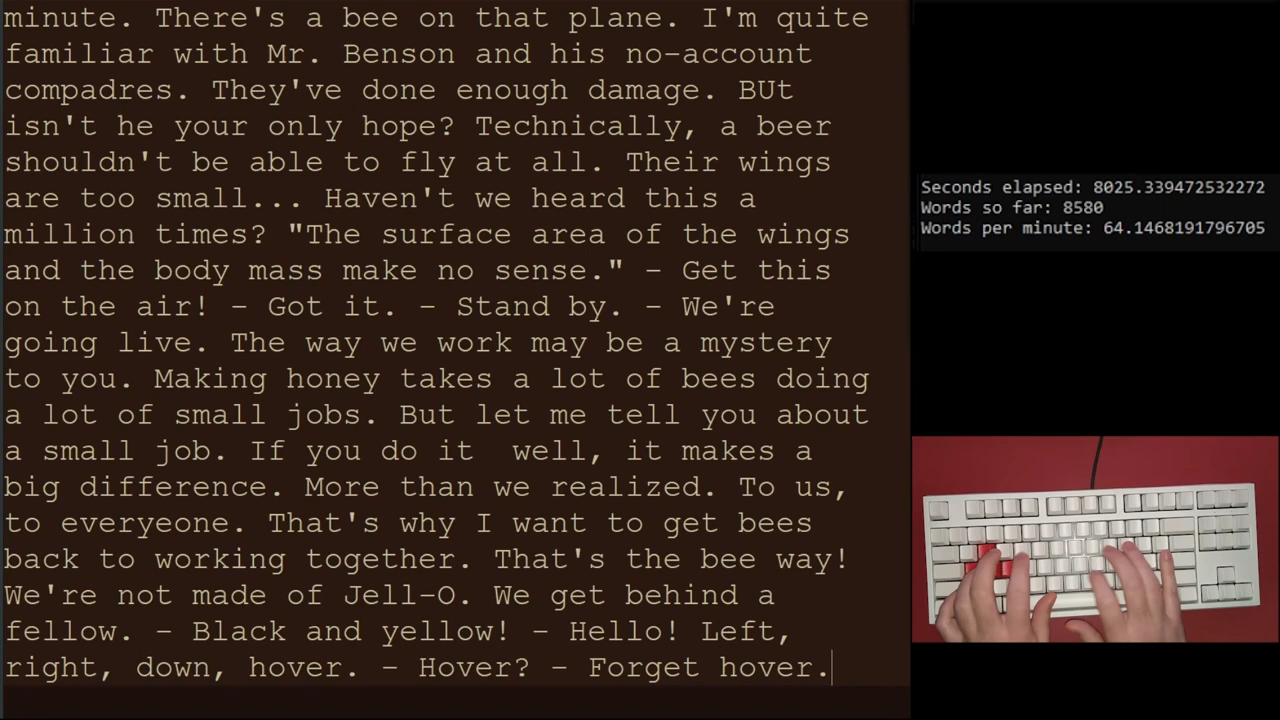 minute. There's a bee on that plane. I'm quite
familiar with Mr. Benson and his no-account
compadres. They've done enough damage. BUt
isn't he your only hope? Technically, a beer
shouldn't be able to fly at all. Their wings
are too small... Haven't we heard this a
million times? "The surface area of the wings
and the body mass make no sense." - Get this
on the air! - Got it. - Stand by. - We're
going live. The way we work may be a mystery
to you. Making honey takes a lot of bees doing
a lot of small jobs. But let me tell you about
a small job. If you do it  well, it makes a
big difference. More than we realized. To us,
to everyeone. That's why I want to get bees
back to working together. That's the bee way!
We're not made of Jell-O. We get behind a
fellow. - Black and yellow! - Hello! Left,
right, down, hover. - Hover? - Forget hover.
Seconds elapsed: 8025.339472532272
Words so far: 8580
Words per minute: 64.1468191796705